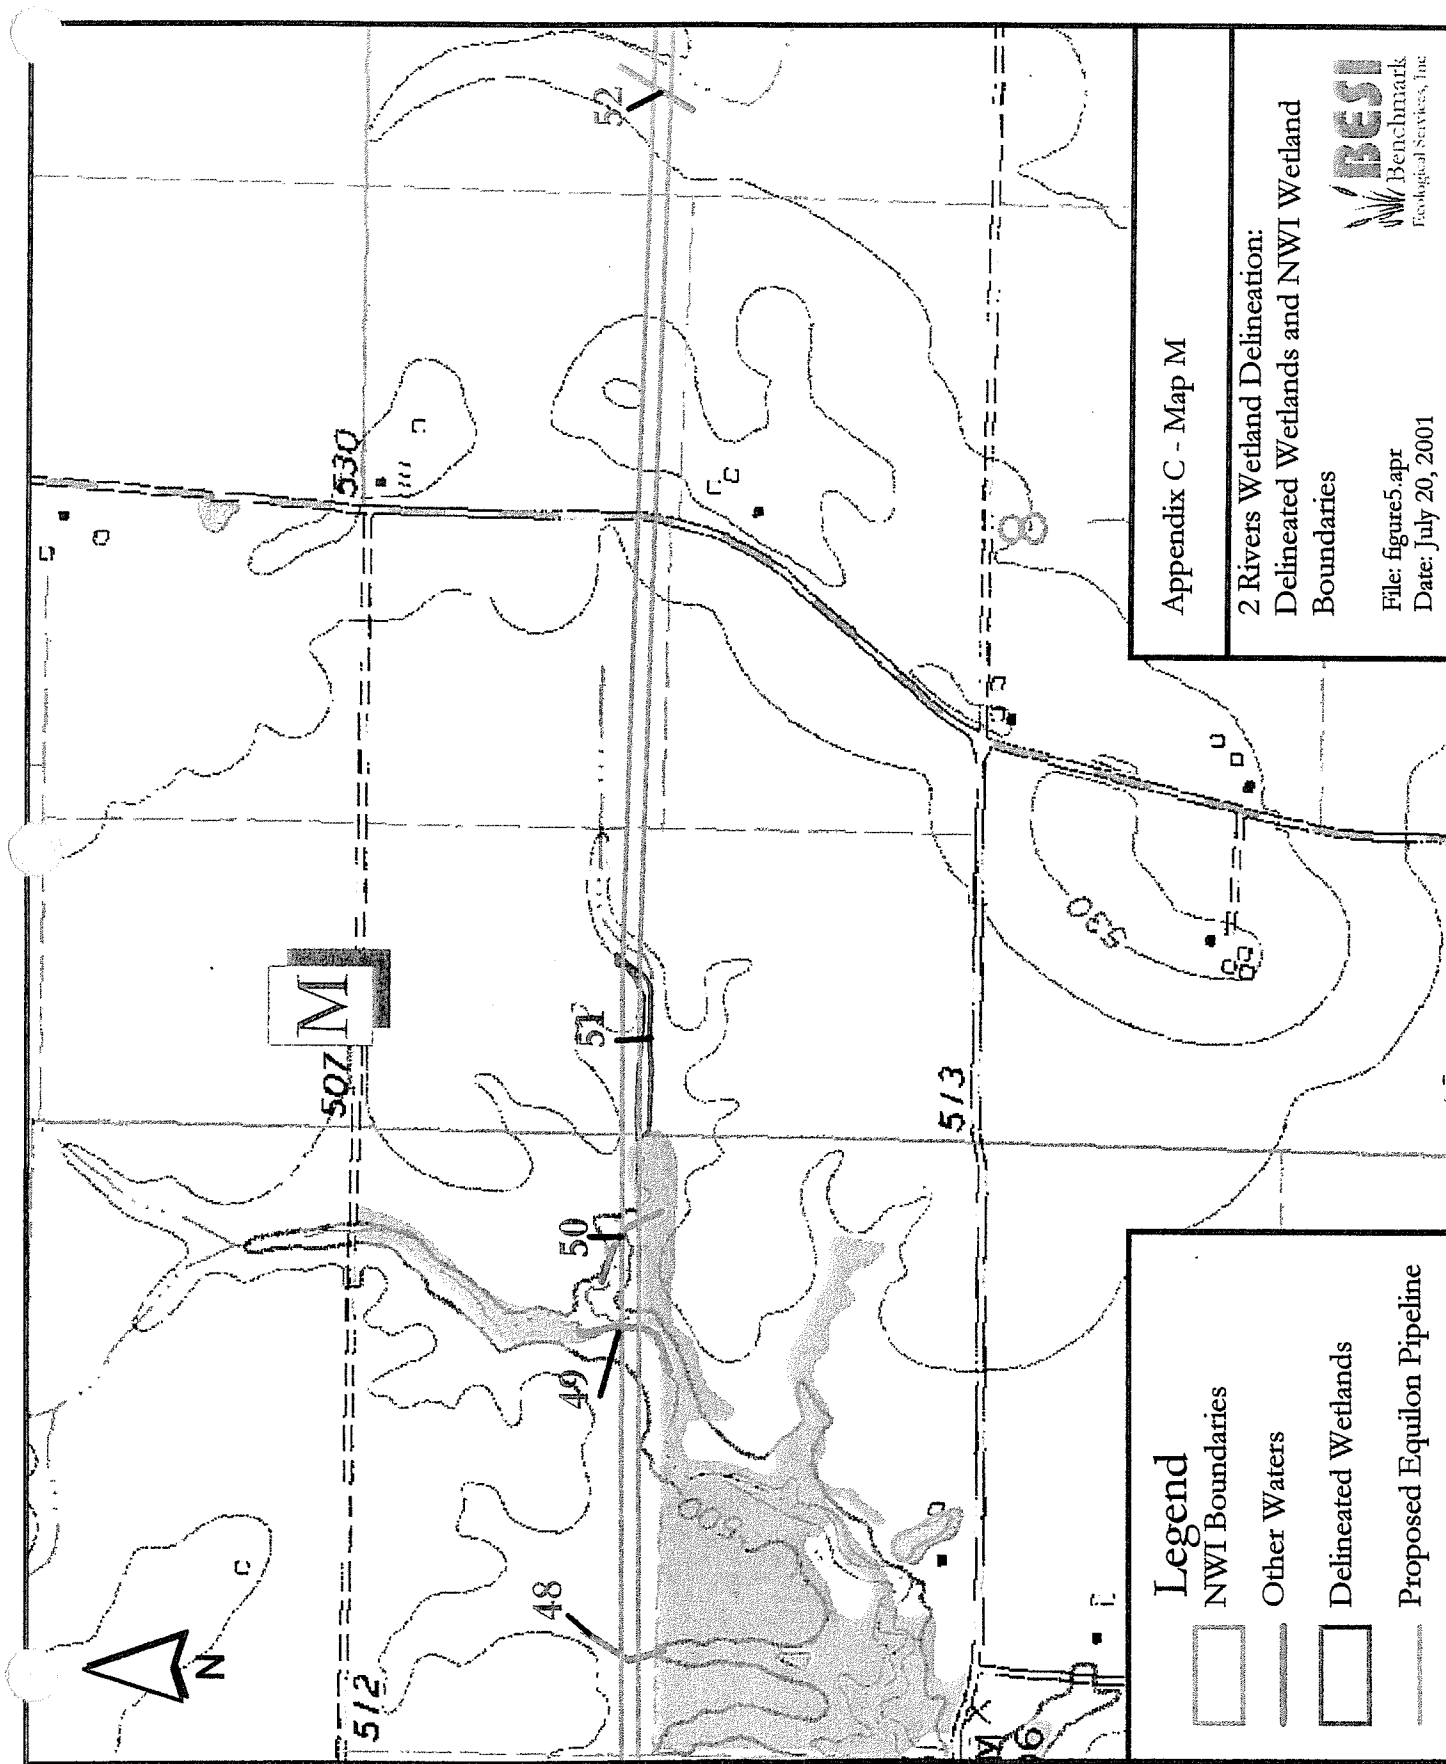 N
512
507
M
530
48
49
50
51
52
500
513
530
Appendix C - Map M
2 Rivers Wetland Delineation:
Delineated Wetlands and NWI Wetland
Boundaries
File: figure5.apr
Date: July 20, 2001
BESI
Benchmark
Ecological Services, Inc
Legend
NWI Boundaries
Other Waters
Delineated Wetlands
Proposed Equilon Pipeline